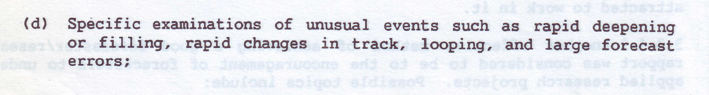 (d) Specific examinations of unusual events such as rapid deepening
or filling, rapid changes in track, looping, and large forecast
errors;